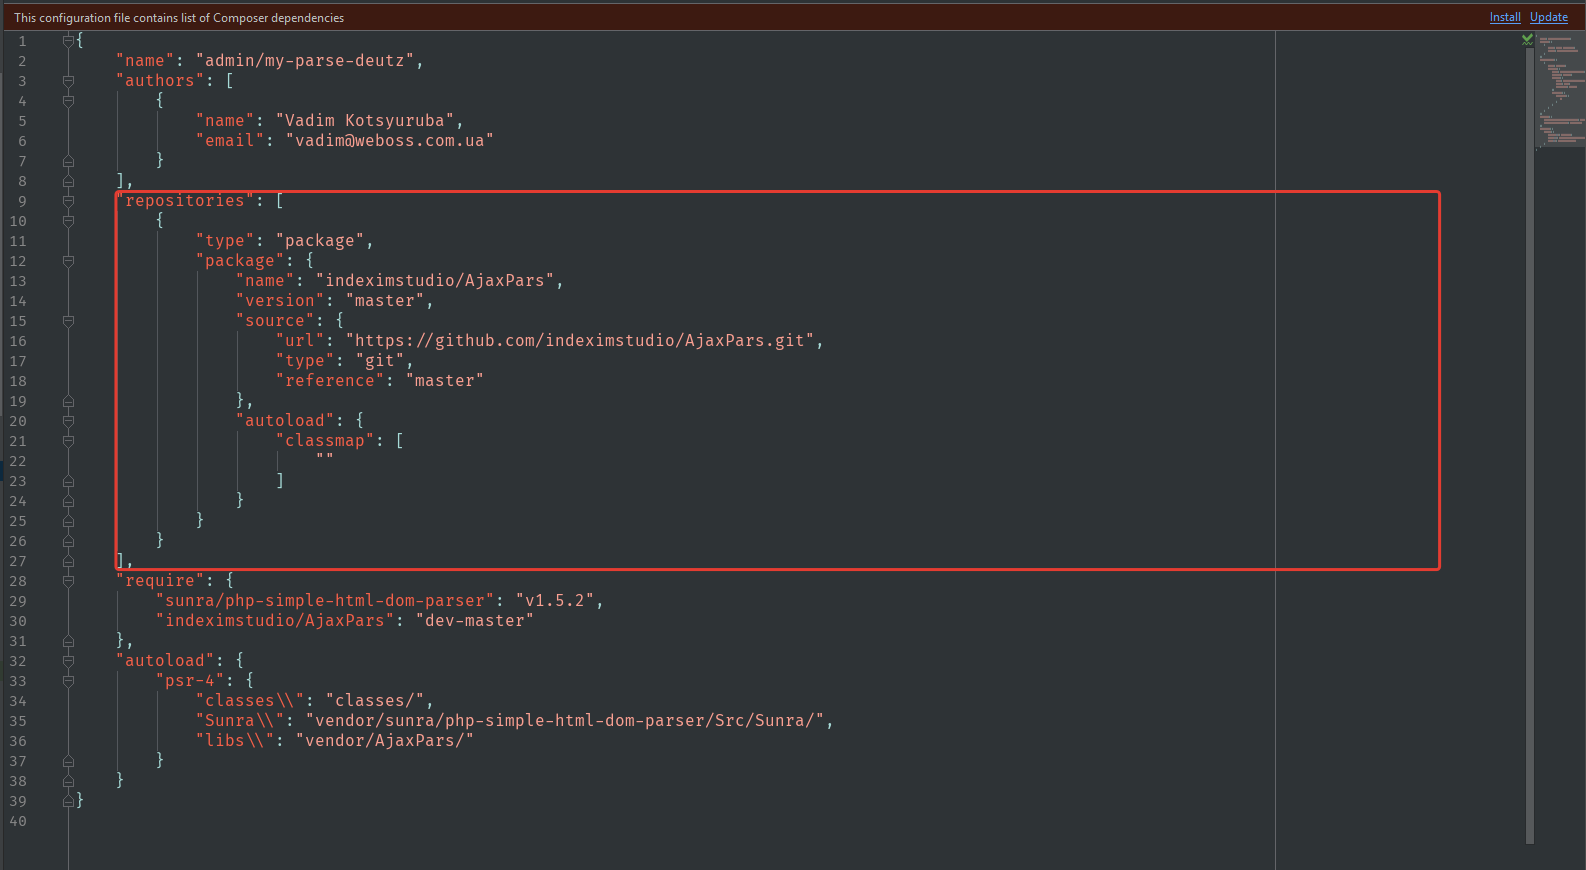 This configuration file contains list of Composer dependencies Install Update
1 {
2 "name": "admin/my-parse-deutz",
3 "authors": [
4 {
5 "name": "Vadim Kotsyuruba",
6 "email": "vadim@weboss.com.ua"
7 }
8 ],
9 "repositories": [
10 {
11 "type": "package",
12 "package": {
13 "name": "indeximstudio/AjaxPars",
14 "version": "master",
15 "source": {
16 "url": "https://github.com/indeximstudio/AjaxPars.git",
17 "type": "git",
18 "reference": "master"
19 },
20 "autoload": {
21 "classmap": [
22 ""
23 ]
24 }
25 }
26 }
27 ],
28 "require": {
29 "sunra/php-simple-html-dom-parser": "v1.5.2",
30 "indeximstudio/AjaxPars": "dev-master"
31 },
32 "autoload": {
33 "psr-4": {
34 "classes\\": "classes/",
35 "Sunra\\": "vendor/sunra/php-simple-html-dom-parser/Src/Sunra/",
36 "libs\\": "vendor/AjaxPars/"
37 }
38 }
39 }
40